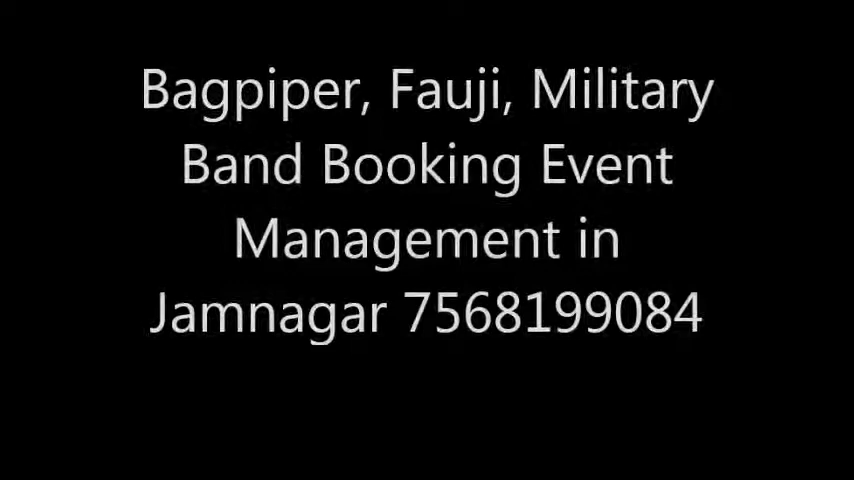 Bagpiper, Fauji, Military
Band Booking Event
Management in
Jamnagar 7568199084